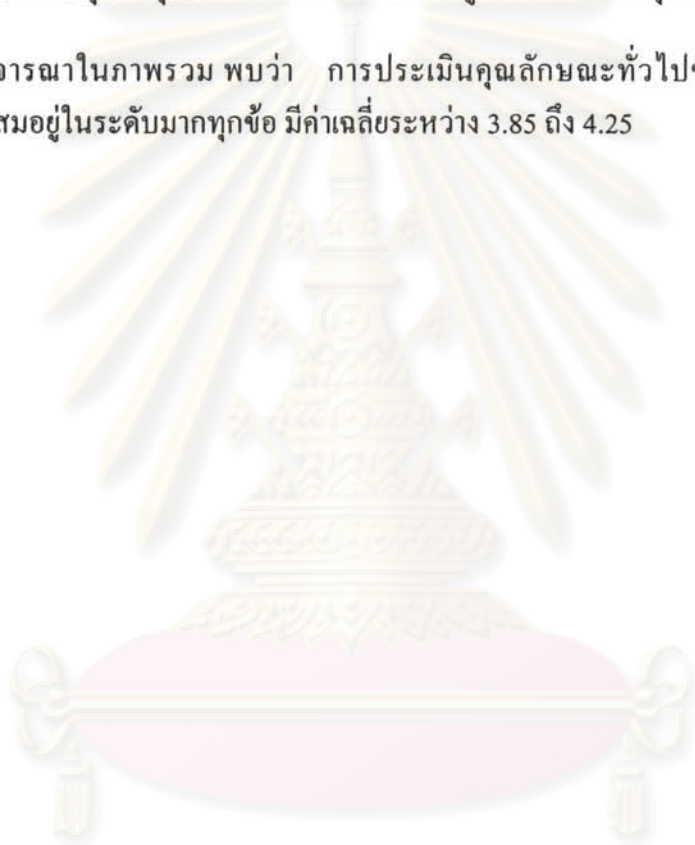 จารณาในภาพรวม พบว่า การประเมินคุณลักษณะทั่วไป
สมอยู่ในระดับมากทุกข้อ มีค่าเฉลี่ยระหว่าง 3.85 ถึง 4.25